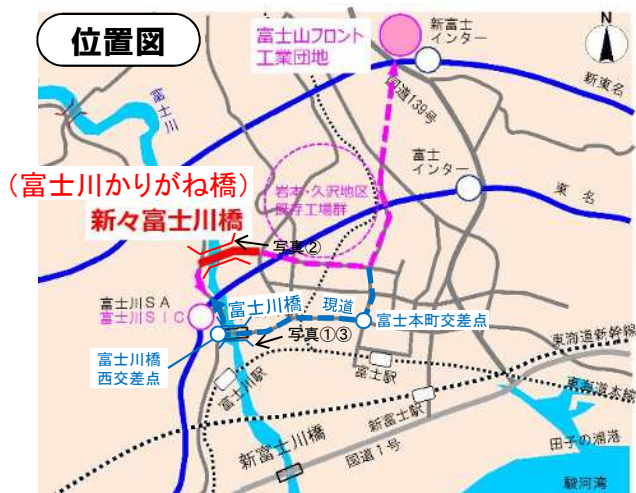 位置図
富士山フロント
工業団地
新富士
インター
N
新東名
国道139号
富士川
富士
インター
東名
岩本・久沢地区
既存工場群
(富士川かりがね橋)
新々富士川橋
写真②
富士川SA
富士川SIC
富士川橋
現道
富士本町交差点
写真①③
富士川橋
西交差点
東海道新幹線
東海道本線
富士川駅
富士駅
新富士駅
新富士川橋
国道1号
田子の浦港
駿河湾